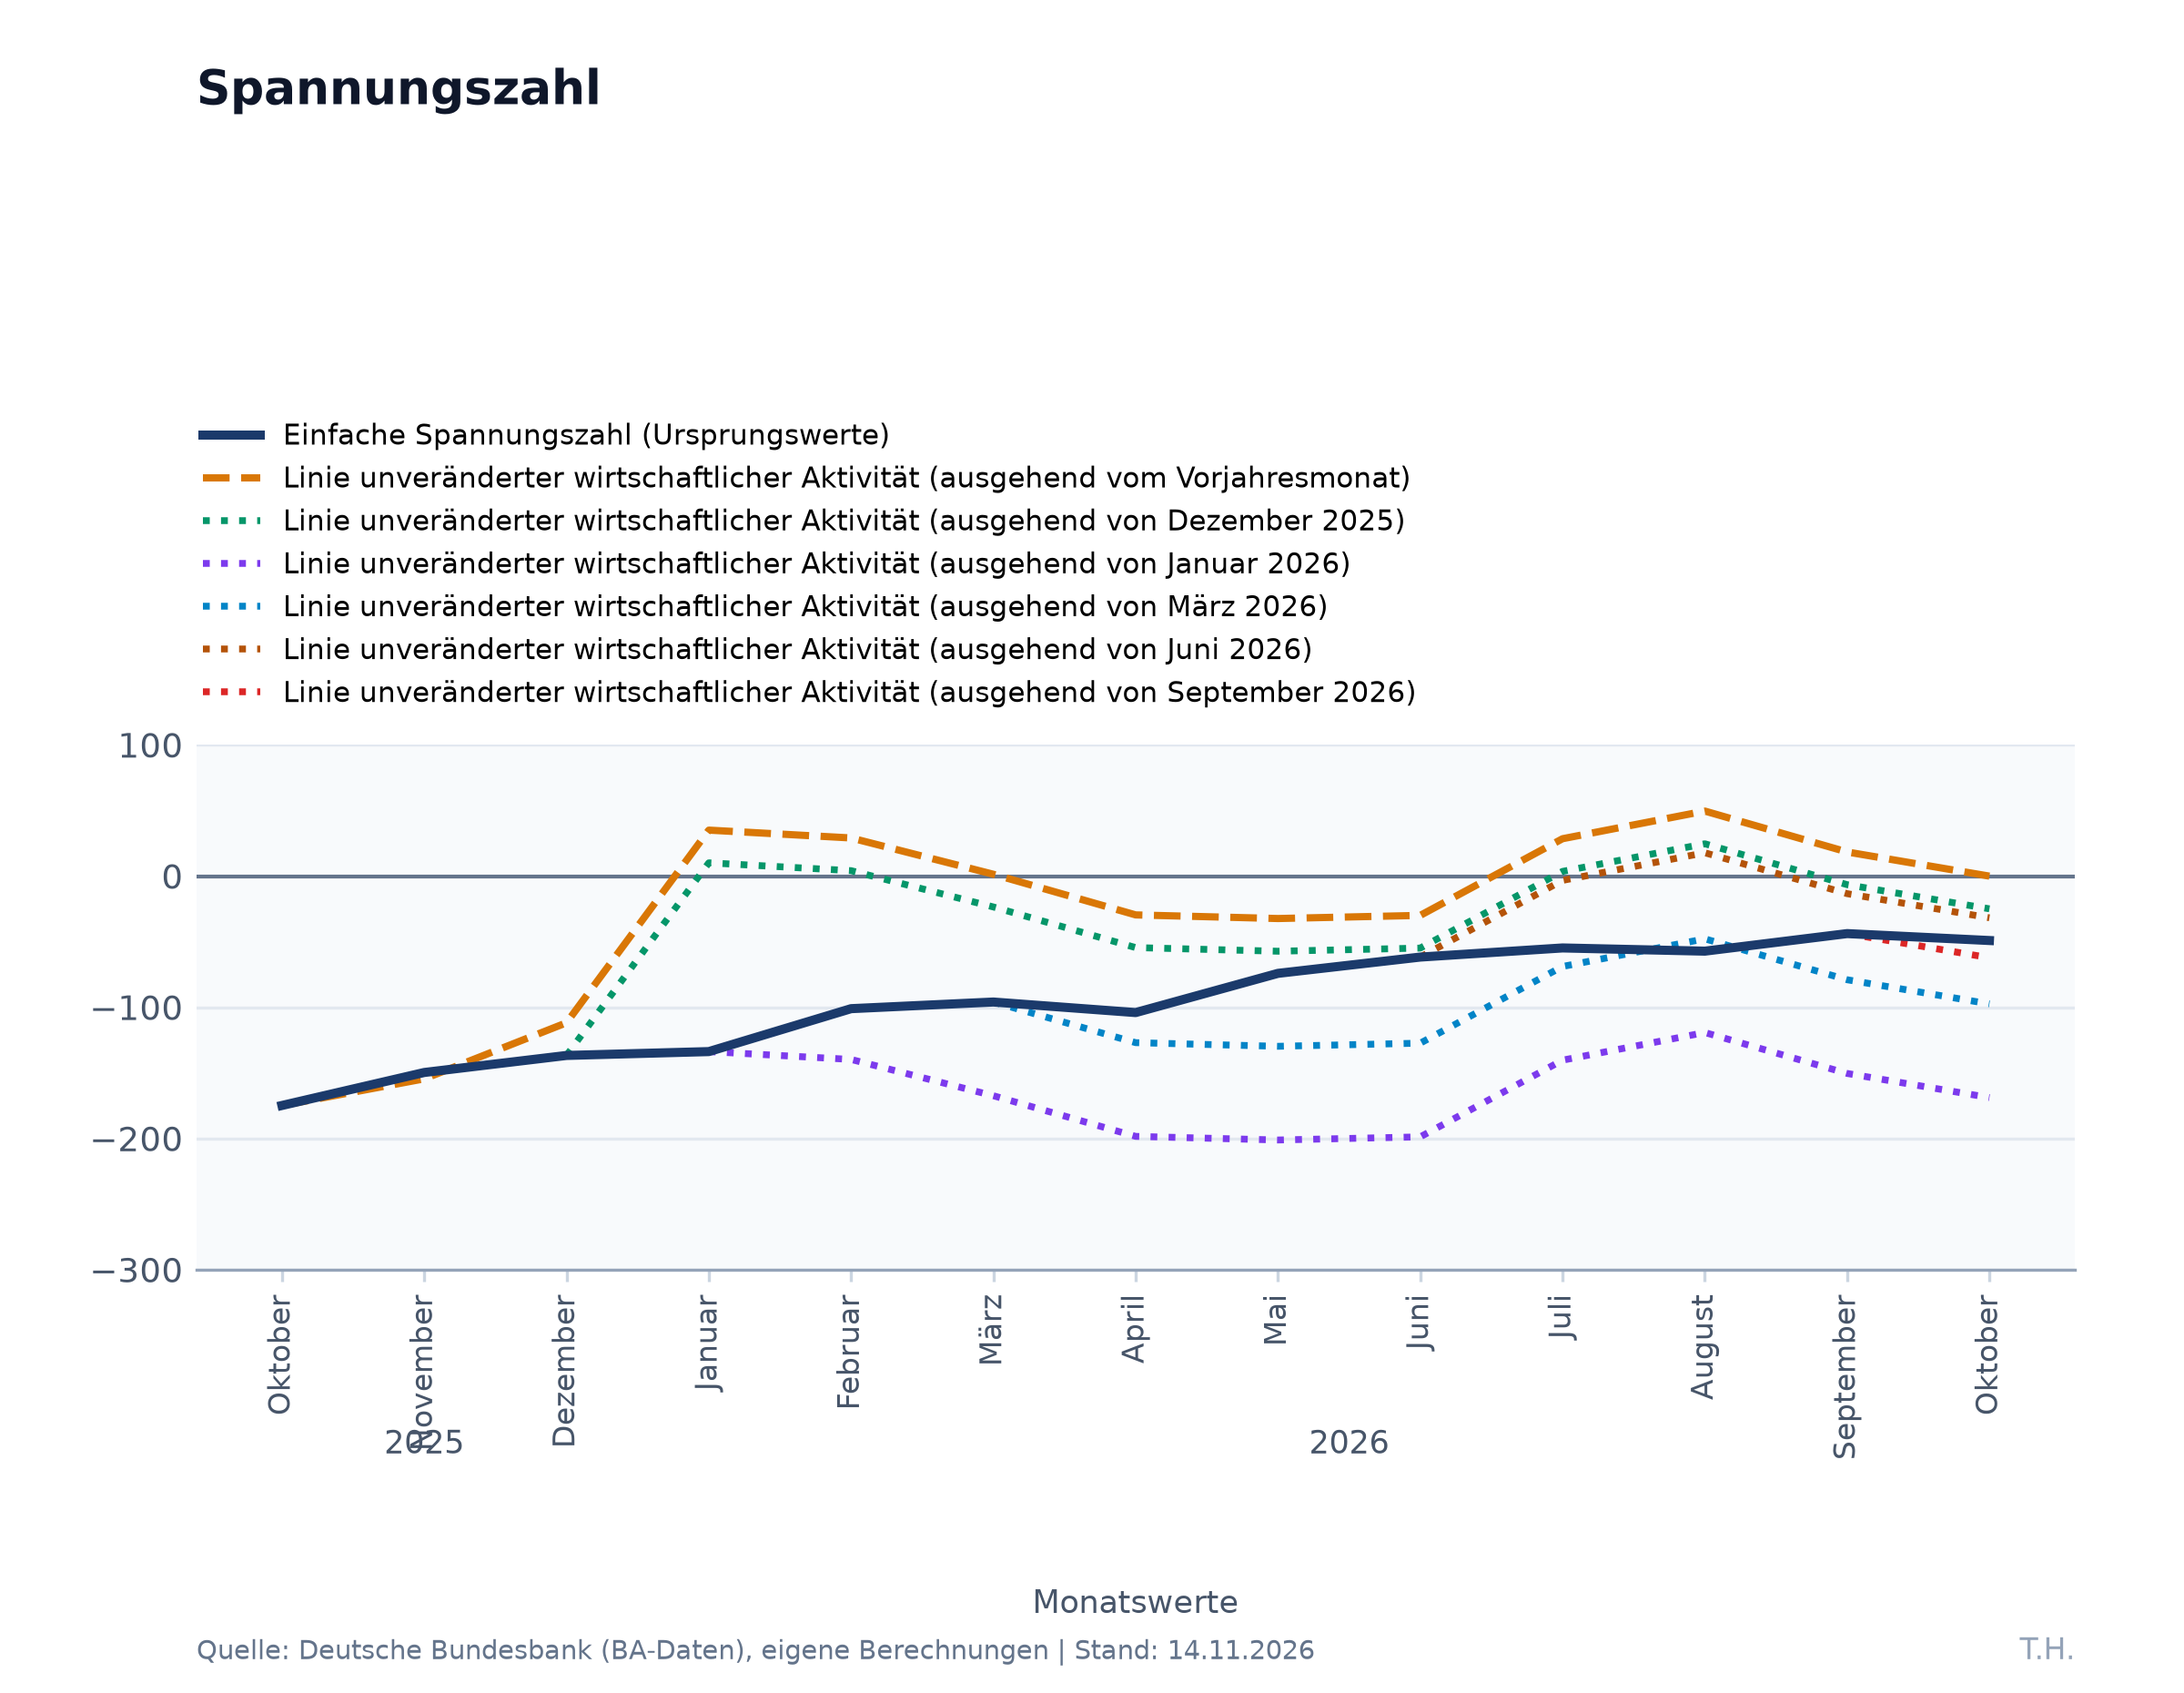 Spannungszahl
Einfache Spannungszahl (Ursprungswerte)
Linie unveränderter wirtschaftlicher Aktivität (ausgehend vom Vorjahresmonat)
Linie unveränderter wirtschaftlicher Aktivität (ausgehend von Dezember 2025)
Linie unveränderter wirtschaftlicher Aktivität (ausgehend von Januar 2026)
Linie unveränderter wirtschaftlicher Aktivität (ausgehend von März 2026)
Linie unveränderter wirtschaftlicher Aktivität (ausgehend von Juni 2026)
Linie unveränderter wirtschaftlicher Aktivität (ausgehend von September 2026)
100
0
−100
−200
−300
Oktober
November
Dezember
Januar
Februar
März
April
Mai
Juni
Juli
August
September
Oktober
2025
2026
Monatswerte
Quelle: Deutsche Bundesbank (BA-Daten), eigene Berechnungen | Stand: 14.11.2026
T.H.